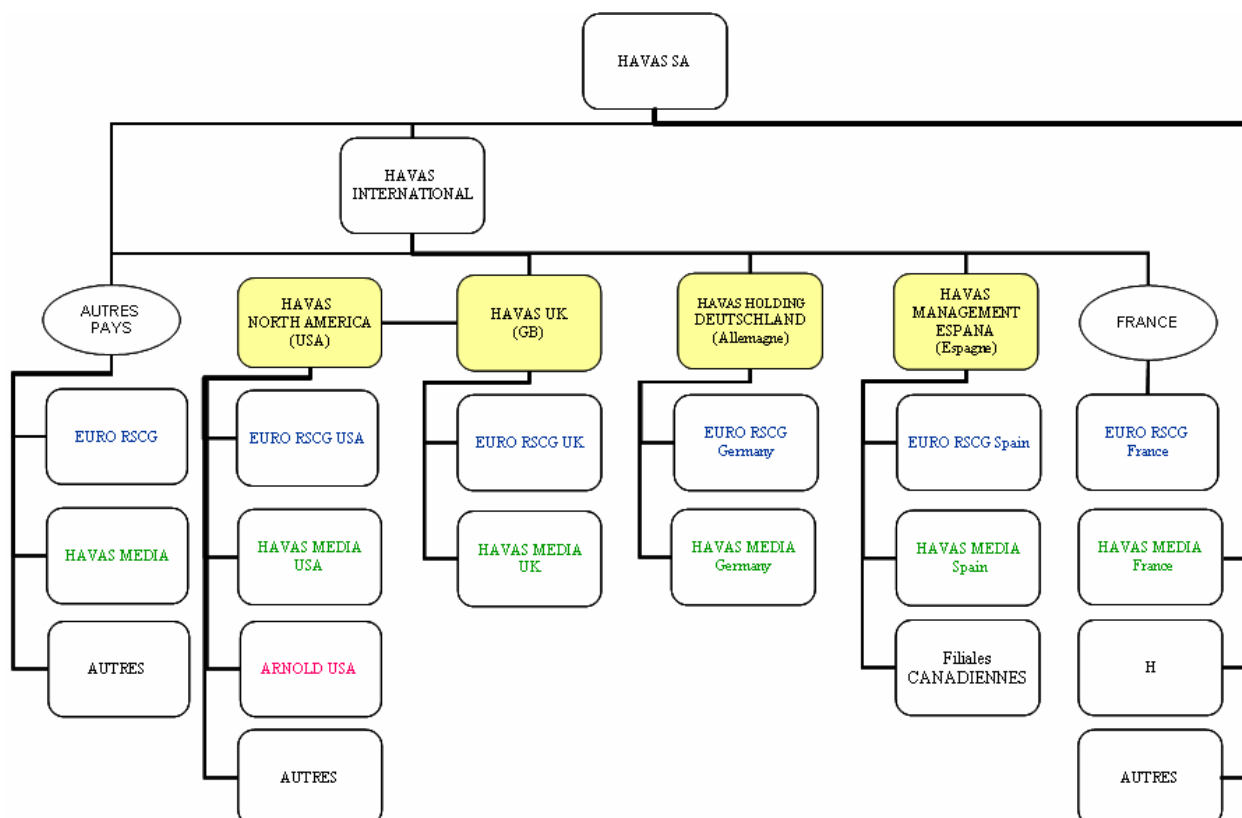 HAVAS SA
HAVAS
INTERNATIONAL
AUTRES
PAYS
HAVAS
NORTH AMERICA
(USA)
HAVAS UK
(GB)
HAVAS HOLDING
DEUTSCHLAND
(Allemagne)
HAVAS
MANAGEMENT
ESPANA
(Espagne)
FRANCE
EURO RSCG
EURO RSCG USA
EURO RSCG UK
EURO RSCG
Germany
EURO RSCG Spain
EURO RSCG
France
HAVAS MEDIA
HAVAS MEDIA
USA
HAVAS MEDIA
UK
HAVAS MEDIA
Germany
HAVAS MEDIA
Spain
HAVAS MEDIA
France
AUTRES
ARNOLD USA
Filiales
CANADIENNES
H
AUTRES
AUTRES